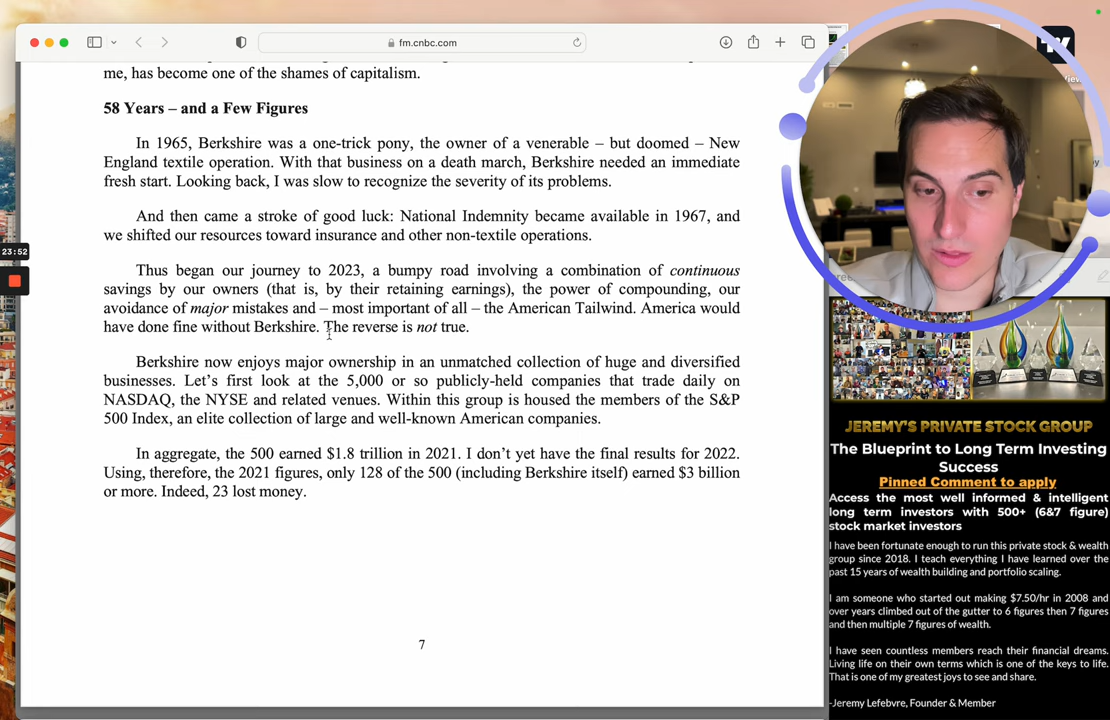 fm.cnbc.com
me, has become one of the shames of capitalism.
58 Years – and a Few Figures
In 1965, Berkshire was a one-trick pony, the owner of a venerable – but doomed – New
England textile operation. With that business on a death march, Berkshire needed an immediate
fresh start. Looking back, I was slow to recognize the severity of its problems.
And then came a stroke of good luck: National Indemnity became available in 1967, and
we shifted our resources toward insurance and other non-textile operations.
Thus began our journey to 2023, a bumpy road involving a combination of continuous
savings by our owners (that is, by their retaining earnings), the power of compounding, our
avoidance of major mistakes and – most important of all – the American Tailwind. America would
have done fine without Berkshire. The reverse is not true.
Berkshire now enjoys major ownership in an unmatched collection of huge and diversified
businesses. Let's first look at the 5,000 or so publicly-held companies that trade daily on
NASDAQ, the NYSE and related venues. Within this group is housed the members of the S&P
500 Index, an elite collection of large and well-known American companies.
In aggregate, the 500 earned $1.8 trillion in 2021. I don't yet have the final results for 2022.
Using, therefore, the 2021 figures, only 128 of the 500 (including Berkshire itself) earned $3 billion
or more. Indeed, 23 lost money.
7
23:52
JEREMY'S PRIVATE STOCK GROUP
The Blueprint to Long Term Investing
Success
Pinned Comment to apply
Access the most well informed & intelligent
long term investors with 500+ (6&7 figure)
stock market investors
I have been fortunate enough to run this private stock & wealth
group since 2018. I teach everything I have learned over the
past 15 years of wealth building and portfolio scaling.
I am someone who started out making $7.50/hr in 2008 and
over years climbed out of the gutter to 6 figures then 7 figures
and then multiple 7 figures of wealth.
I have seen countless members reach their financial dreams.
Living life on their own terms which is one of the keys to life.
That is one of my greatest joys to see and share.
-Jeremy Lefebvre, Founder & Member